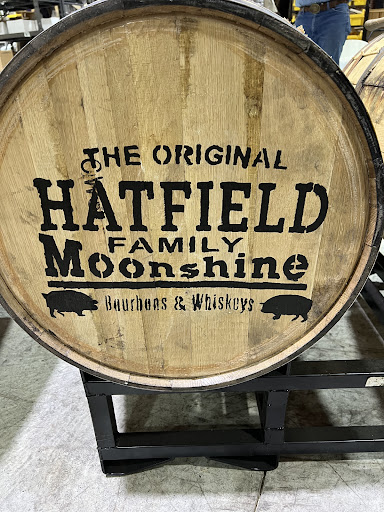 THE ORIGINAL
HATFIELD
FAMILY
Moonshine
Bourbons & Whiskeys